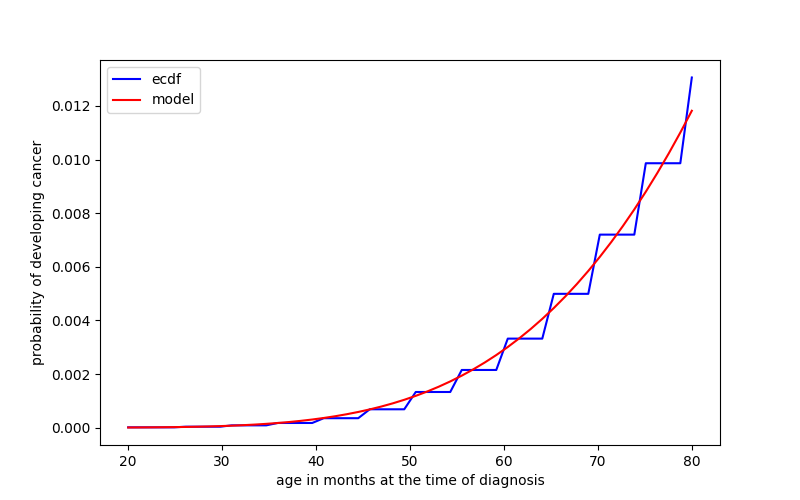 ecdf
model
probability of developing cancer
0.012
0.010
0.008
0.006
0.004
0.002
0.000
20 30 40 50 60 70 80
age in months at the time of diagnosis